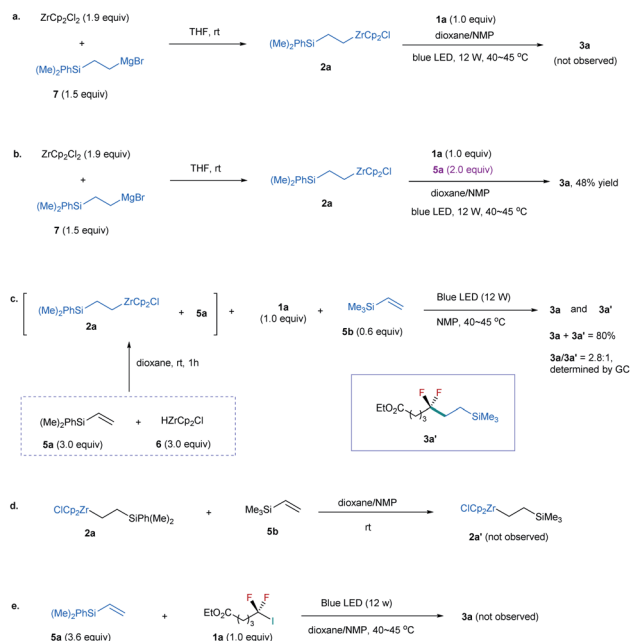 a.
ZrCp2Cl2 (1.9 equiv)
+
(Me)2PhSi MgBr
7 (1.5 equiv)
THF, rt
(Me)2PhSi ZrCp2Cl
2a
1a (1.0 equiv)
dioxane/NMP
blue LED, 12 W, 40~45 °C
3a
(not observed)
b.
ZrCp2Cl2 (1.9 equiv)
+
(Me)2PhSi MgBr
7 (1.5 equiv)
THF, rt
(Me)2PhSi ZrCp2Cl
2a
1a (1.0 equiv)
5a (2.0 equiv)
dioxane/NMP
blue LED, 12 W, 40~45 °C
3a, 48% yield
c.
(Me)2PhSi ZrCp2Cl + 5a
2a
+ 1a
(1.0 equiv)
+ Me3Si
5b (0.6 equiv)
Blue LED (12 W)
NMP, 40~45 °C
3a and 3a'
3a + 3a' = 80%
3a/3a' = 2.8:1,
determined by GC
dioxane, rt, 1h
(Me)2PhSi + HZrCp2Cl
5a (3.0 equiv) 6 (3.0 equiv)
F F
EtO2C 3 SiMe3
3a'
d.
ClCp2Zr SiPh(Me)2
2a
+ Me3Si
5b
dioxane/NMP
rt
ClCp2Zr SiMe3
2a' (not observed)
e.
(Me)2PhSi
5a (3.6 equiv)
+
F F
EtO2C 3 I
1a (1.0 equiv)
Blue LED (12 w)
dioxane/NMP, 40~45 °C
3a (not observed)